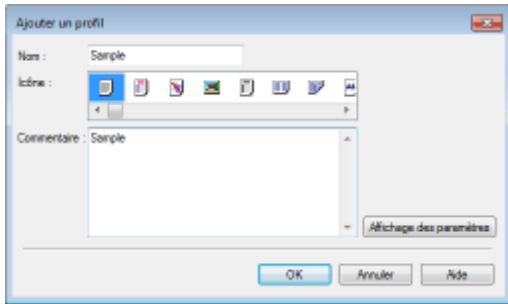 Ajouter un profil
Nom : Sample
Icône :
Commentaire : Sample
Affichage des paramètres
OK Annuler Aide